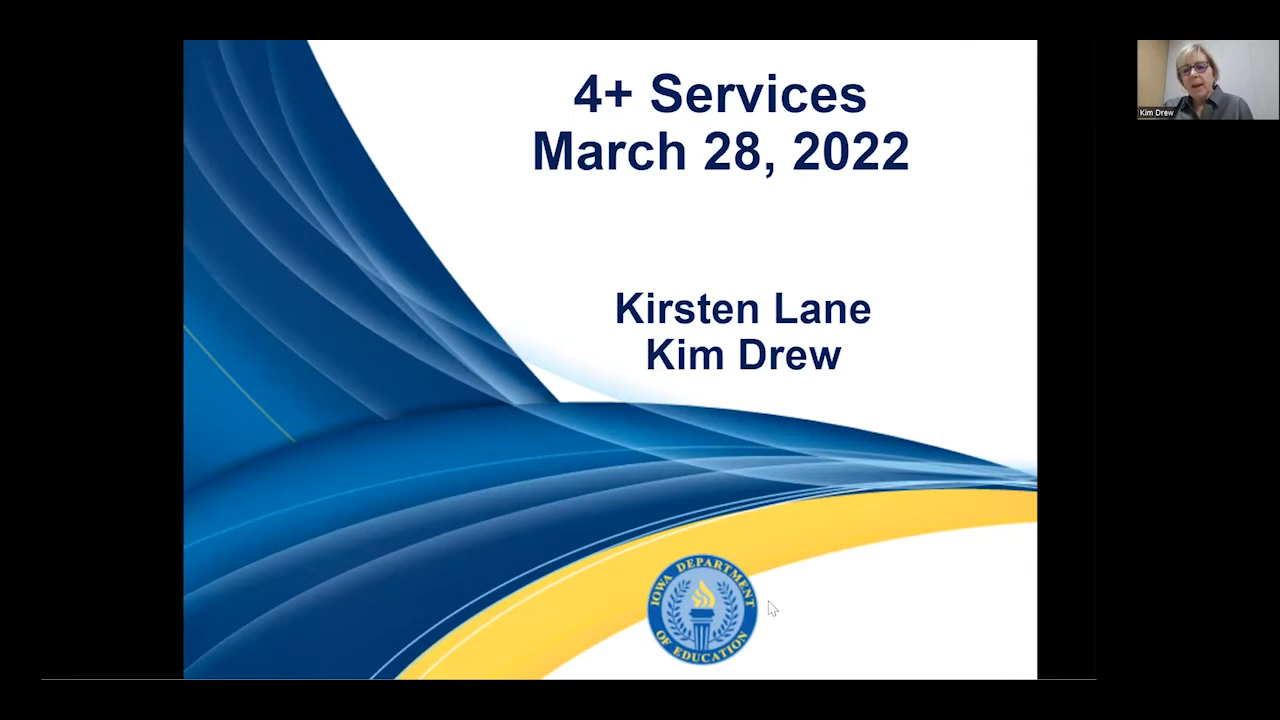 4+ Services
March 28, 2022
Kirsten Lane
Kim Drew
IOWA DEPARTMENT
OF EDUCATION
Kim Drew